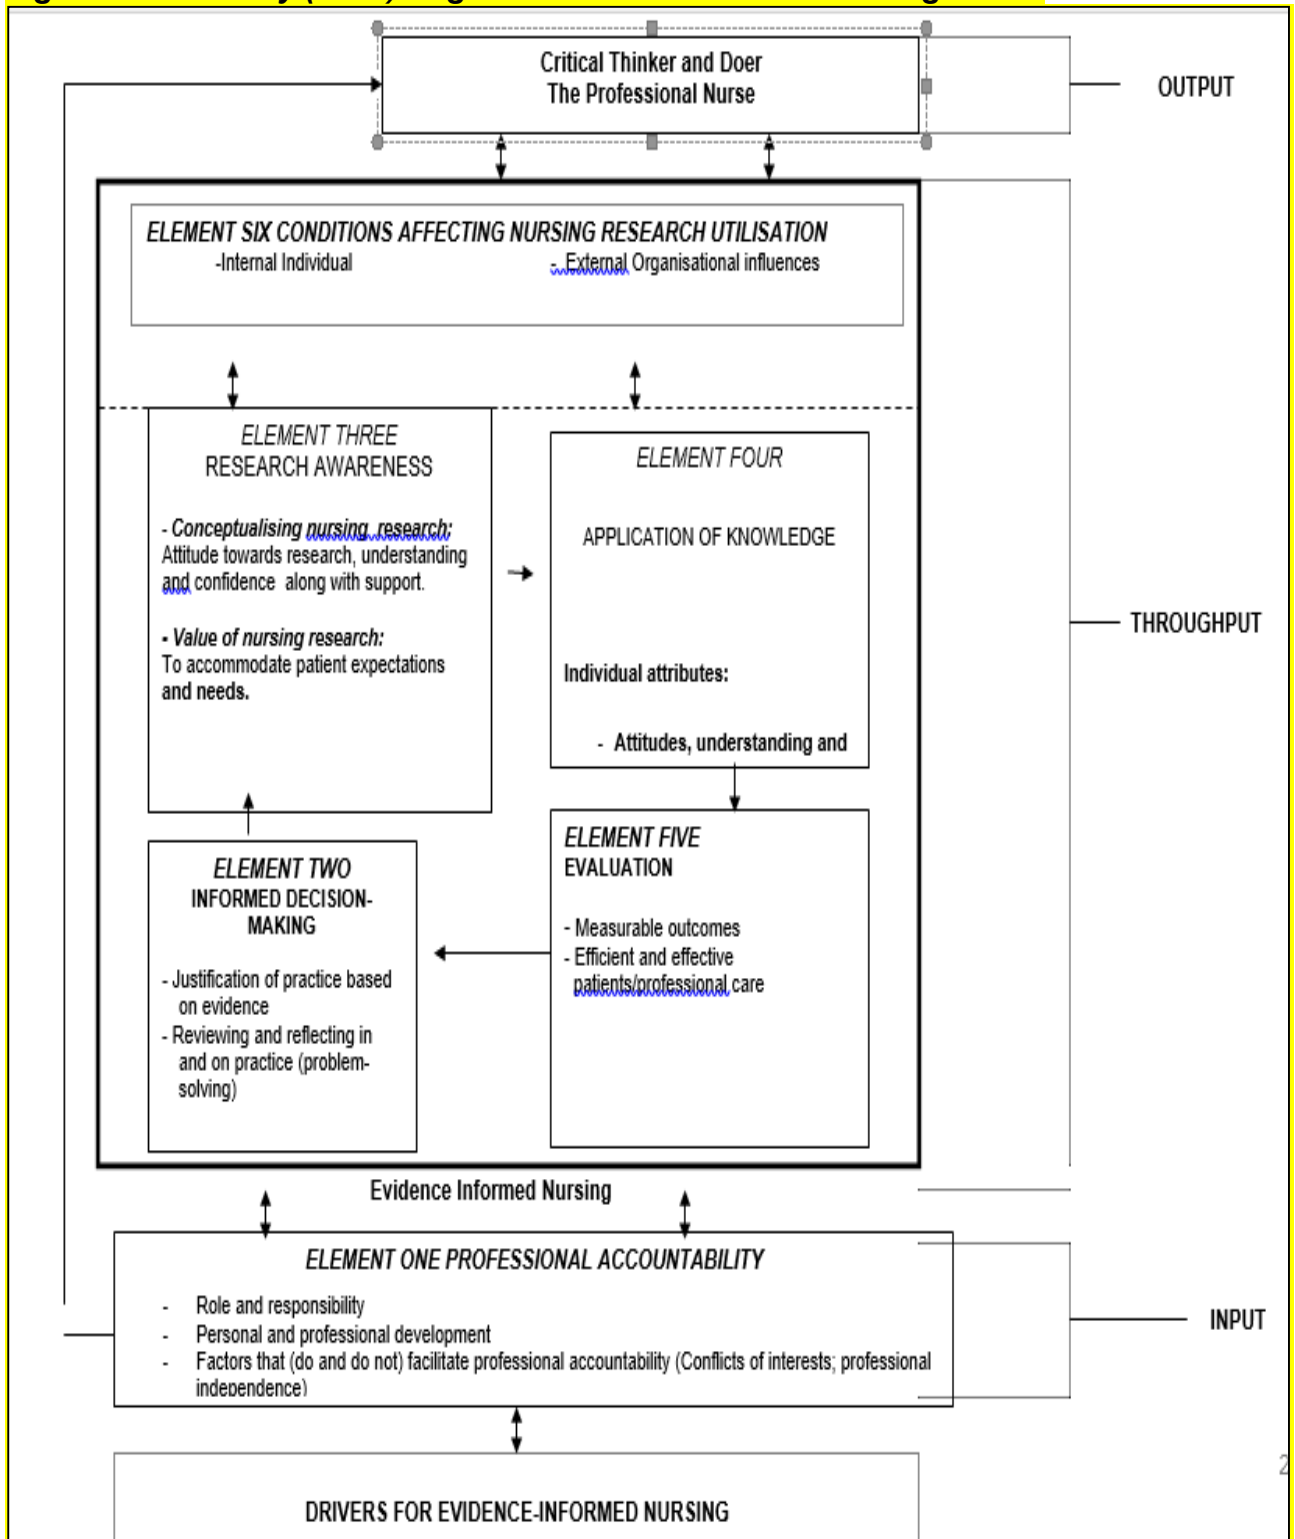 Critical Thinker and Doer
The Professional Nurse
OUTPUT
ELEMENT SIX CONDITIONS AFFECTING NURSING RESEARCH UTILISATION
-Internal Individual
- External Organisational influences
ELEMENT THREE
RESEARCH AWARENESS
- Conceptualising nursing research:
Attitude towards research, understanding
and confidence along with support.
- Value of nursing research:
To accommodate patient expectations
and needs.
ELEMENT FOUR
APPLICATION OF KNOWLEDGE
Individual attributes:
- Attitudes, understanding and
THROUGHPUT
ELEMENT TWO
INFORMED DECISION-
MAKING
- Justification of practice based
on evidence
- Reviewing and reflecting in
and on practice (problem-
solving)
ELEMENT FIVE
EVALUATION
- Measurable outcomes
- Efficient and effective
patients/professional care
Evidence Informed Nursing
ELEMENT ONE PROFESSIONAL ACCOUNTABILITY
- Role and responsibility
- Personal and professional development
- Factors that (do and do not) facilitate professional accountability (Conflicts of interests; professional
independence)
INPUT
2
DRIVERS FOR EVIDENCE-INFORMED NURSING